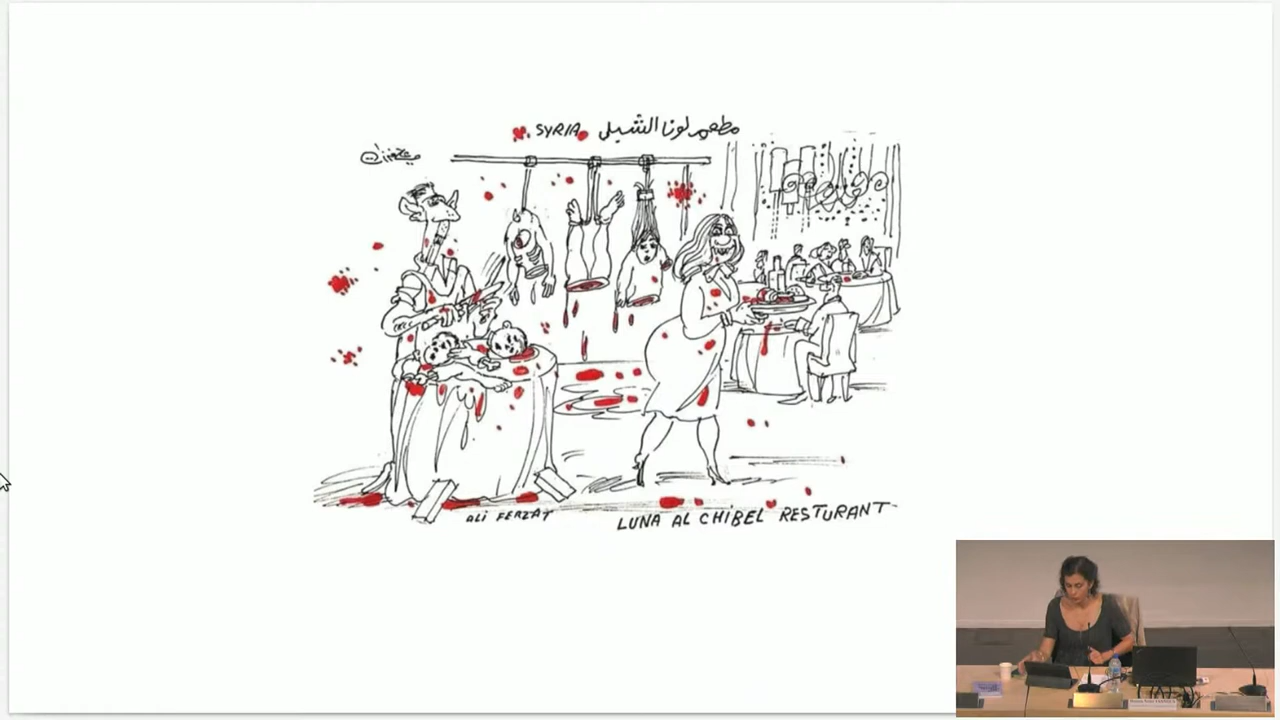 SYRIA مطعم لونا الشبل
ALI FERZAT
LUNA AL CHIBEL RESTURANT